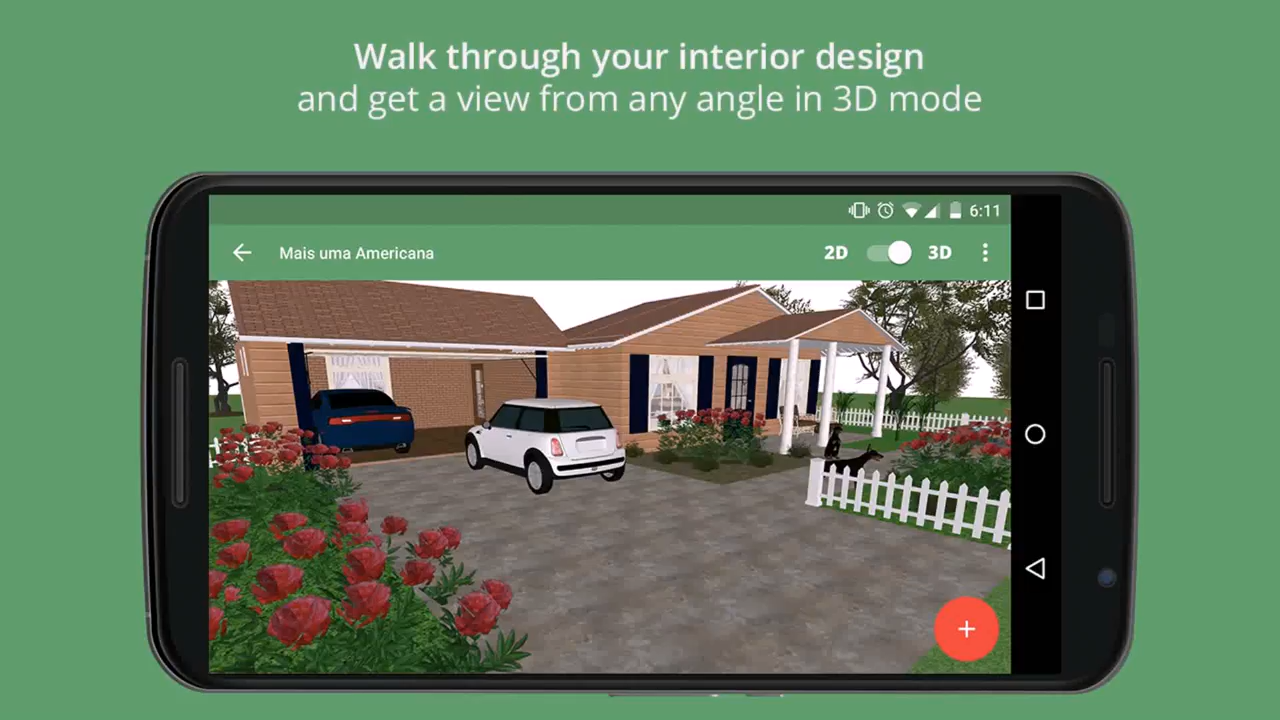 Walk through your interior design
and get a view from any angle in 3D mode
6:11
Mais uma Americana
2D 3D